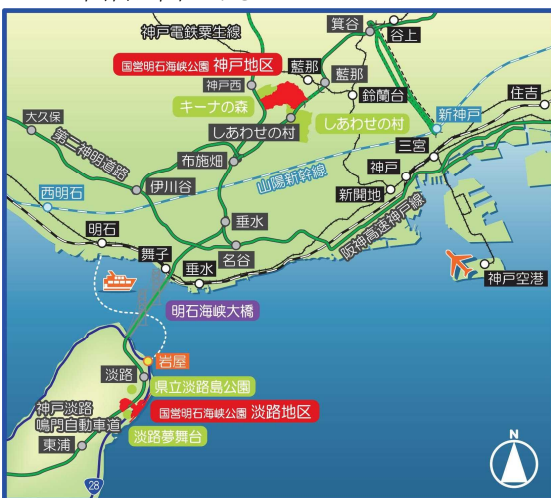 神戸電鉄粟生線
箕谷
谷上
国営明石海峡公園 神戸地区
藍那
藍那
神戸西
住吉
キーナの森
鈴蘭台
大久保
しあわせの村
しあわせの村
新神戸
第二神明道路
布施畑
三宮
神戸
山陽新幹線
西明石
伊川谷
新開地
垂水
阪神高速神戸線
明石
舞子
名谷
垂水
神戸空港
明石海峡大橋
岩屋
淡路
県立淡路島公園
神戸淡路
鳴門自動車道
国営明石海峡公園 淡路地区
淡路夢舞台
東浦
N
28